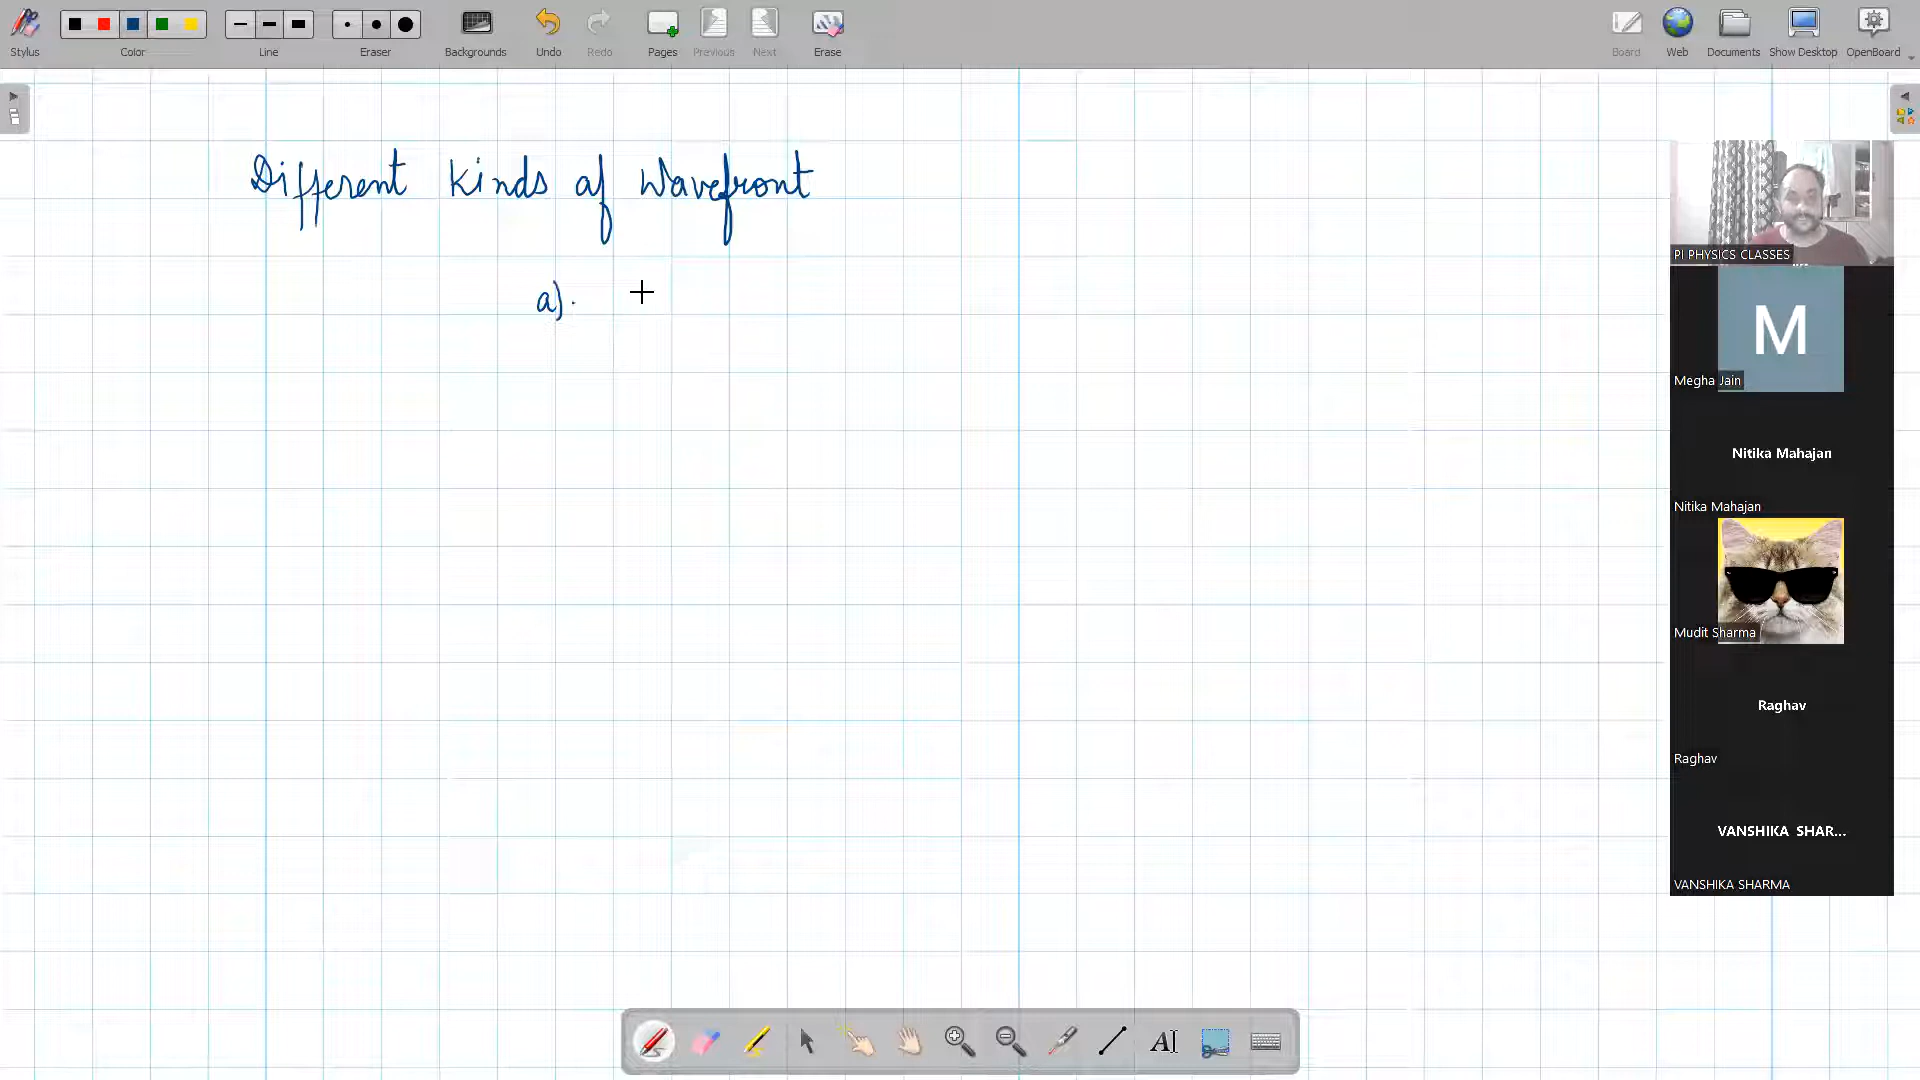 Stylus Color Line Eraser Backgrounds Undo Redo Pages Previous Next Erase Board Web Documents Show Desktop OpenBoard
Different Kinds of Wavefront
a).
PI PHYSICS CLASSES
M
Megha Jain
Nitika Mahajan
Nitika Mahajan
Mudit Sharma
Raghav
Raghav
VANSHIKA SHAR...
VANSHIKA SHARMA